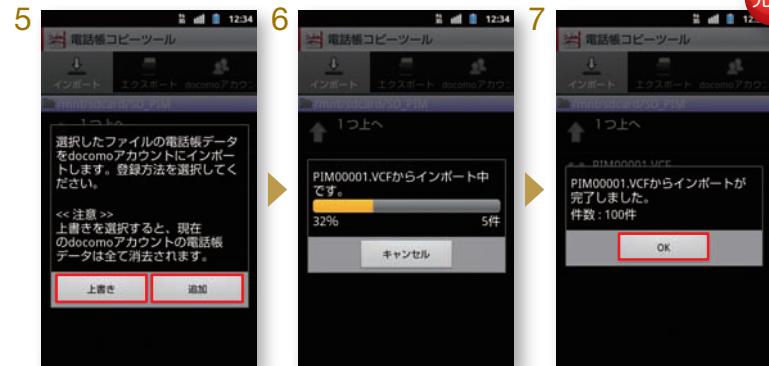 5
12:34
電話帳コピーツール
インポート
エクスポート
docomoアカウ
/mnt/sdcard/SD_PIM
1つ上へ
選択したファイルの電話帳データ
をdocomoアカウントにインポー
トします。登録方法を選択してく
ださい。
<< 注意 >>
上書きを選択すると、現在
のdocomoアカウントの電話帳
データは全て消去されます。
上書き
追加
6
12:34
電話帳コピーツール
インポート
エクスポート
docomoアカウ
/mnt/sdcard/SD_PIM
1つ上へ
PIM00001.VCFからインポート中
です。
32%
5件
キャンセル
7
電話帳コピーツール
インポート
エクスポート
docomoアカウ
/mnt/sdcard/SD_PIM
1つ上へ
PIM00001.VCF
PIM00001.VCFからインポートが
完了しました。
件数 : 100件
OK